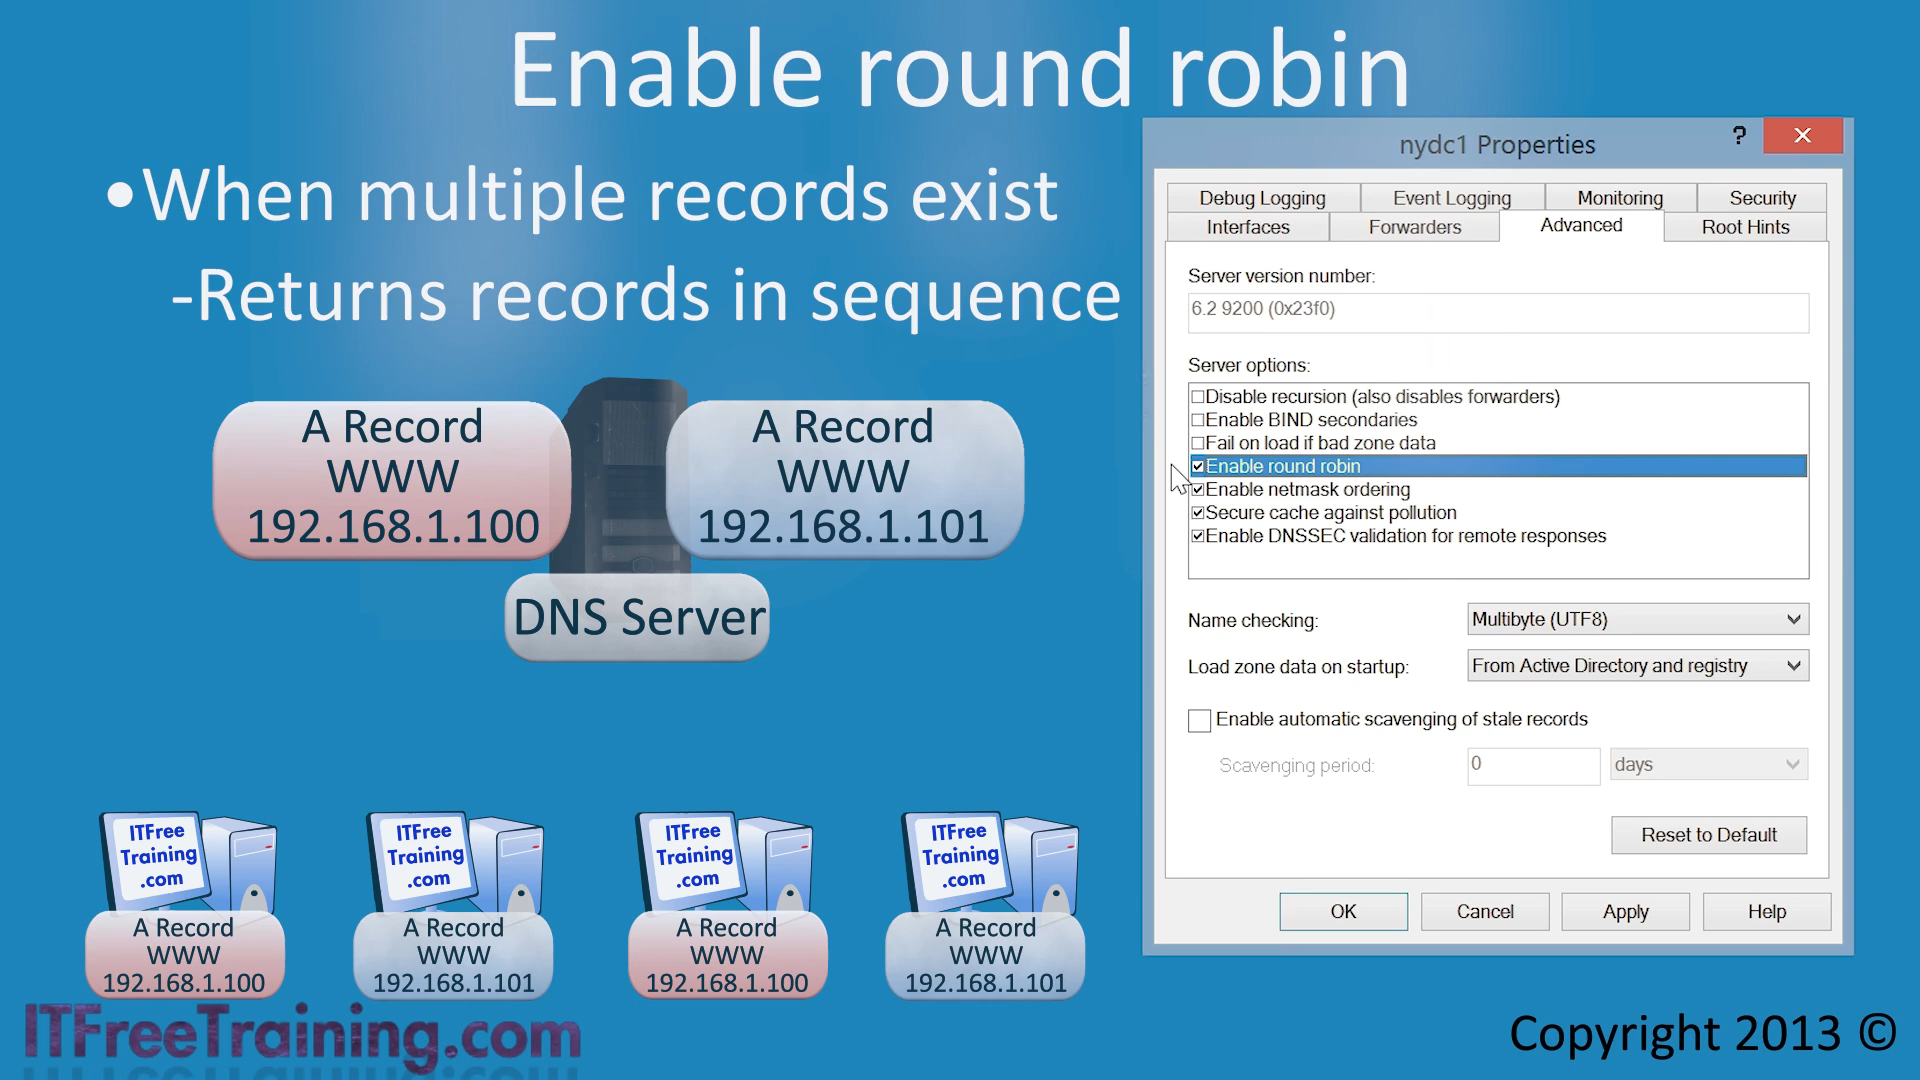 Enable round robin
•When multiple records exist
-Returns records in sequence
A Record
WWW
192.168.1.100
A Record
WWW
192.168.1.101
DNS Server
ITFree
Training
.com
A Record
WWW
192.168.1.100
ITFree
Training
.com
A Record
WWW
192.168.1.101
ITFree
Training
.com
A Record
WWW
192.168.1.100
ITFree
Training
.com
A Record
WWW
192.168.1.101
nydc1 Properties
?
Debug Logging
Event Logging
Monitoring
Security
Interfaces
Forwarders
Advanced
Root Hints
Server version number:
6.2 9200 (0x23f0)
Server options:
Disable recursion (also disables forwarders)
Enable BIND secondaries
Fail on load if bad zone data
Enable round robin
Enable netmask ordering
Secure cache against pollution
Enable DNSSEC validation for remote responses
Name checking:
Multibyte (UTF8)
Load zone data on startup:
From Active Directory and registry
Enable automatic scavenging of stale records
Scavenging period:
0
days
Reset to Default
OK
Cancel
Apply
Help
ITFreeTraining.com
Copyright 2013 ©